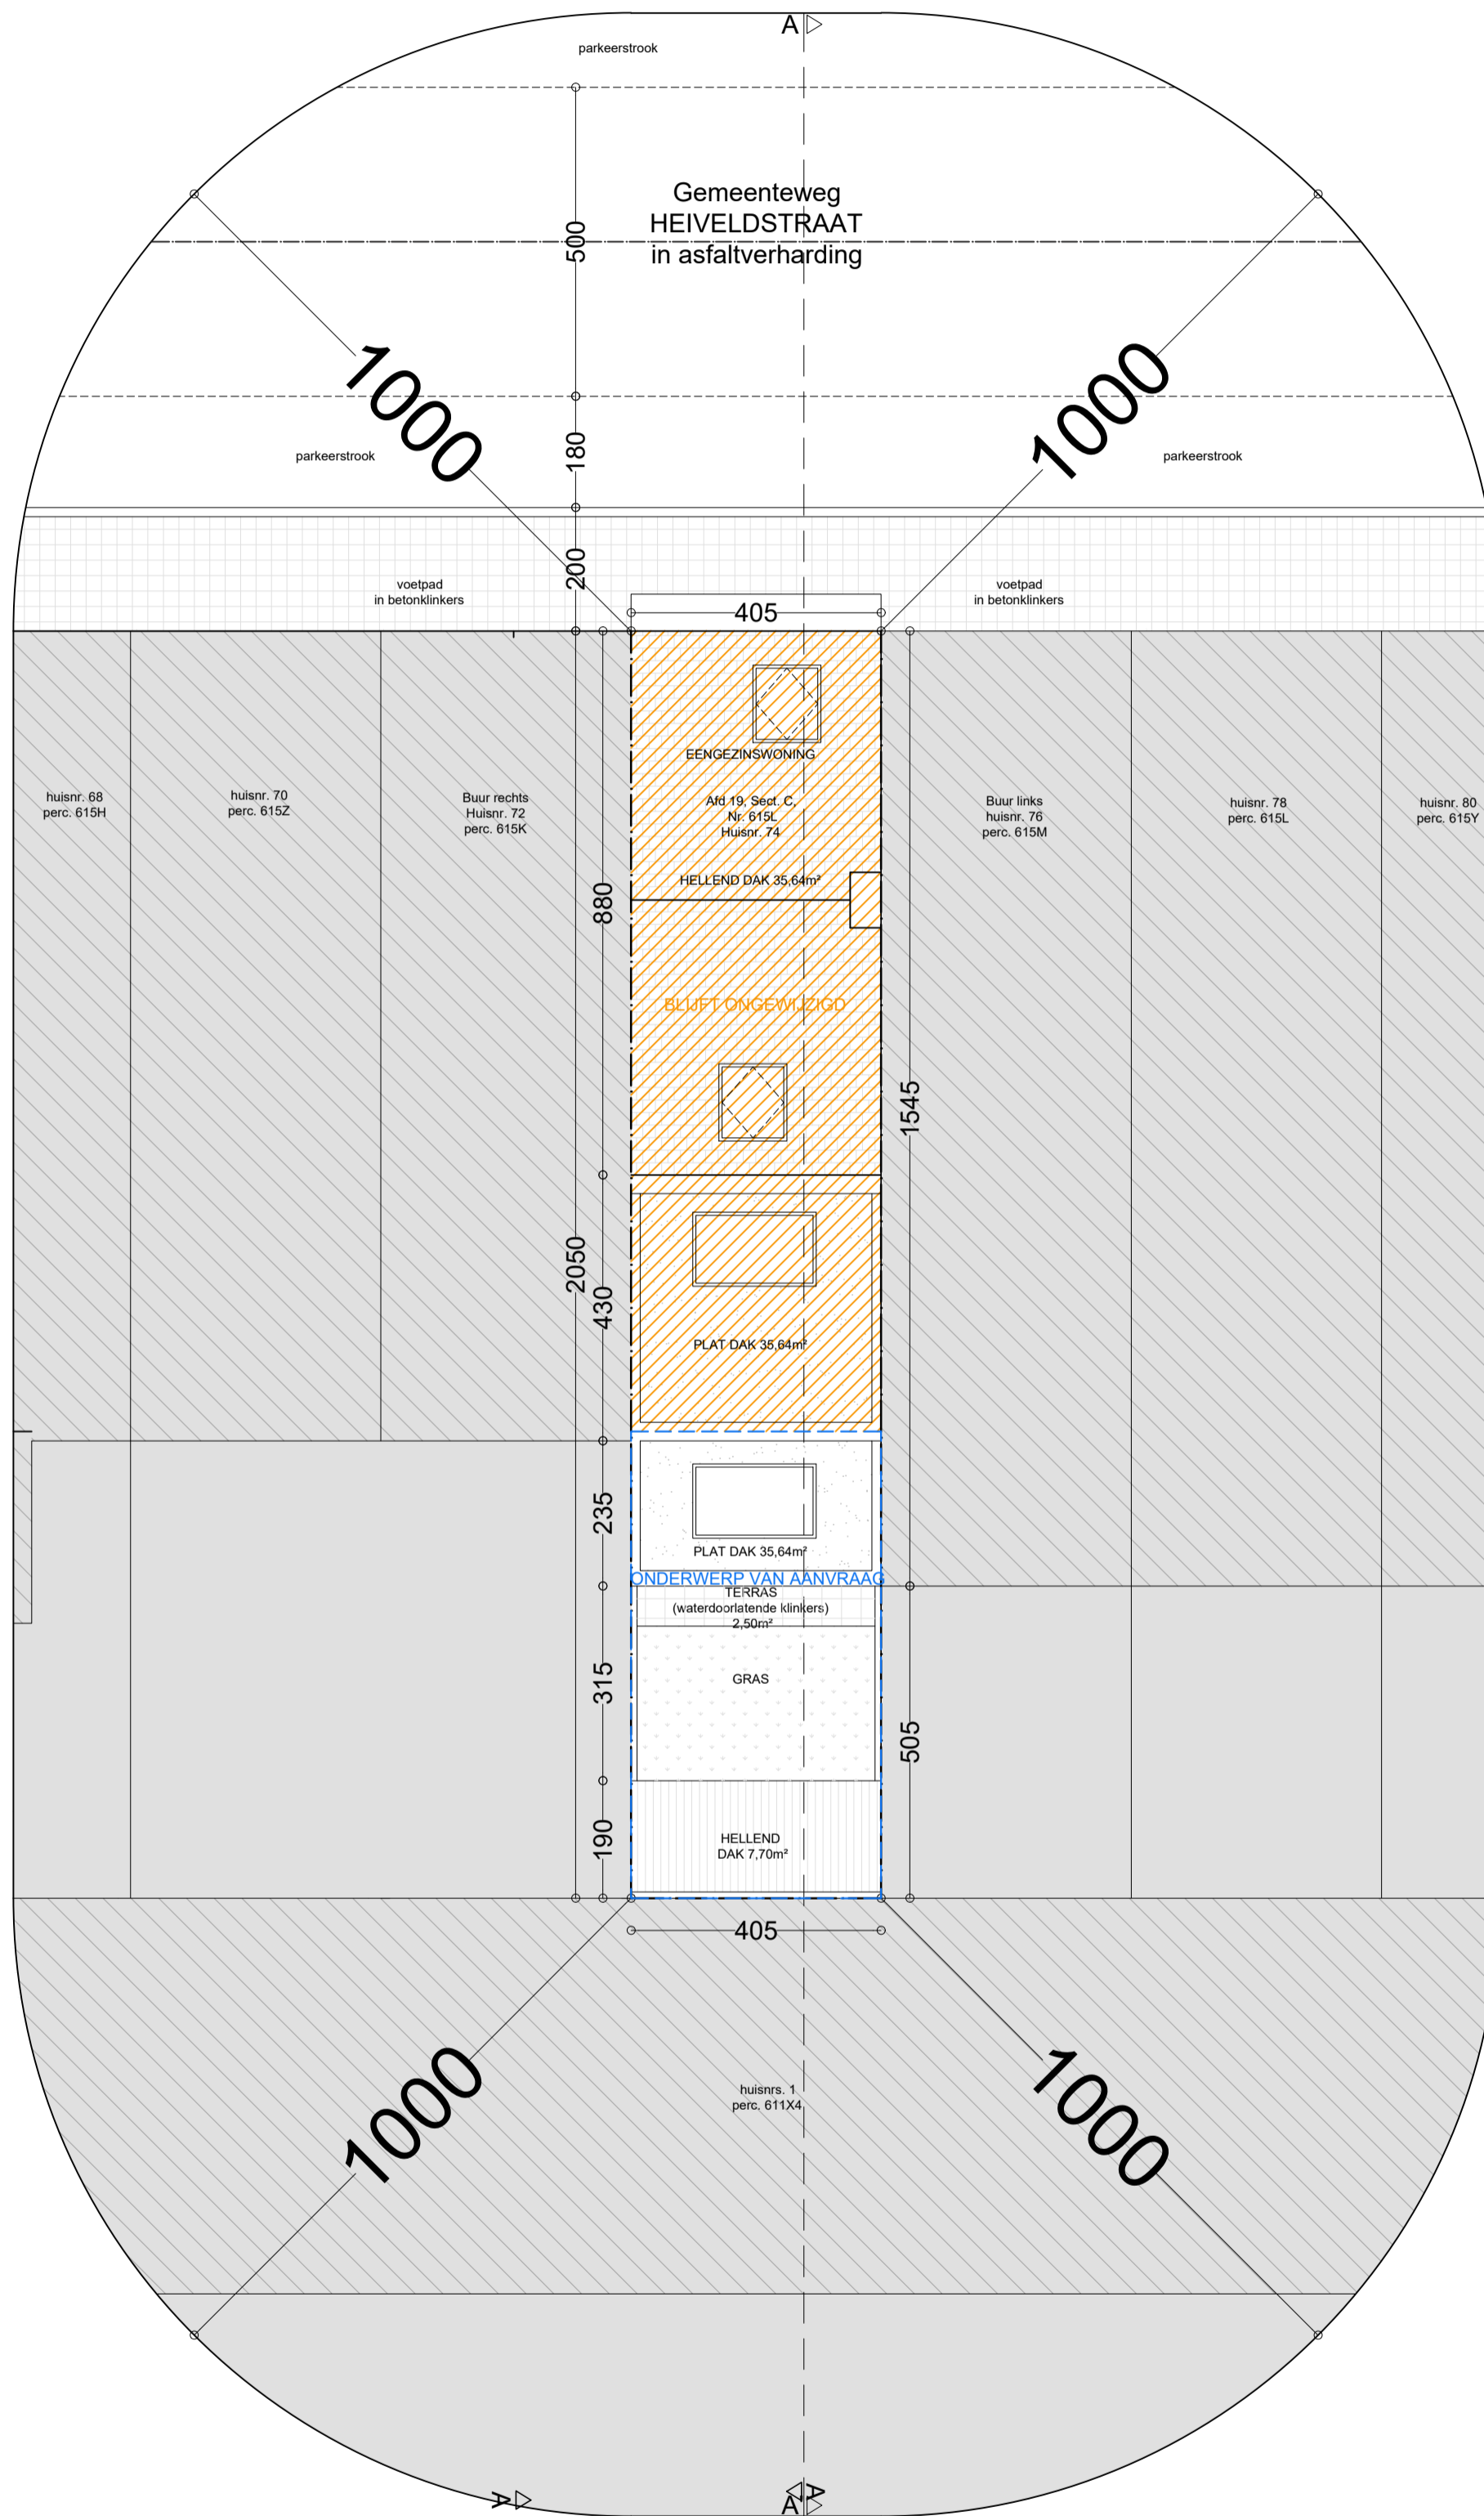 A
parkeerstrook
Gemeenteweg
HEIVELDSTRAAT
in asfaltverharding
500
1000
1000
180
parkeerstrook
parkeerstrook
200
voetpad
in betonklinkers
voetpad
in betonklinkers
405
EENGEZINSWONING
huisnr. 68
perc. 615H
huisnr. 70
perc. 615Z
Buur rechts
Huisnr. 72
perc. 615K
Afd 19, Sect. C,
Nr. 615L
Huisnr. 74
Buur links
huisnr. 76
perc. 615M
huisnr. 78
perc. 615L
huisnr. 80
perc. 615Y
HELLEND DAK 35,64m²
880
BLIJFT ONGEWIJZIGD
1545
2050
430
PLAT DAK 35,64m²
235
PLAT DAK 35,64m²
ONDERWERP VAN AANVRAAG
TERRAS
(waterdoorlatende klinkers)
2,50m²
GRAS
315
505
190
HELLEND
DAK 7,70m²
405
1000
1000
huisnrs. 1
perc. 611X4
A
A
A